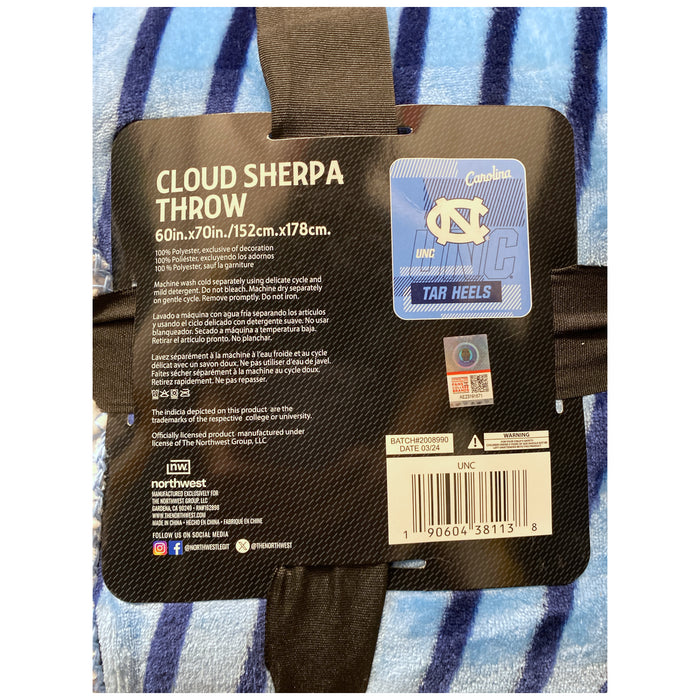 CLOUD SHERPA
THROW
60in.x70in./152cm.x178cm.
100% Polyester, exclusive of decoration
100% Poliéster, excluyendo los adornos
100 % Polyester, sauf la garniture
Machine wash cold separately using delicate cycle and
mild detergent. Do not bleach. Machine dry separately
on gentle cycle. Remove promptly. Do not iron.
Lavado a máquina con agua fria separando los artículos
y usando el ciclo delicado con detergente suave. No usar
blanqueador. Secado a máquina a temperatura baja.
Retirar el artículo pronto. No planchar.
Lavez séparément à la machine à l'eau froide et au cycle
délicat avec un savon doux. Ne pas utiliser d'eau de javel.
Faites sécher séparément à la machine au cycle doux.
Retirez rapidement. Ne pas repasser.
The indicia depicted on this product are the
trademarks of the respective college or university.
Officially licensed product manufactured under
license of The Northwest Group, LLC
nw.
northwest
MANUFACTURED EXCLUSIVELY FOR
THE NORTHWEST GROUP, LLC
GARDENA, CA 90249 • RN#162898
WWW.THENORTHWEST.COM
MADE IN CHINA • HECHO EN CHINA • FABRIQUÉ EN CHINE
FOLLOW US ON SOCIAL MEDIA
@NORTHWESTLEGIT
@THENORTHWEST
Carolina
NC
UNC
UNC
TAR HEELS
BATCH#2008990
DATE 03/24
WARNING
UNC
1 90604 38113 8